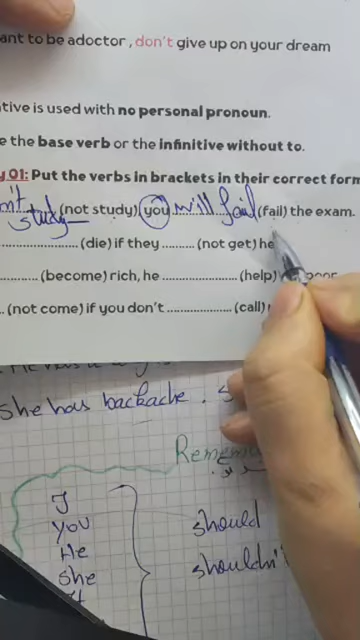 ant to be adoctor , don't give up on your dream
tive is used with no personal pronoun.
e the base verb or the infinitive without to.
y 01: Put the verbs in brackets in their correct form
n't study (not study) you will fail (fail) the exam.
.................... (die) if they ......... (not get) he
(become) rich, he .................... (help)
.. (not come) if you don't .................. (call)
She has backache . S
Remem
I
you
He
she
should
shouldn't